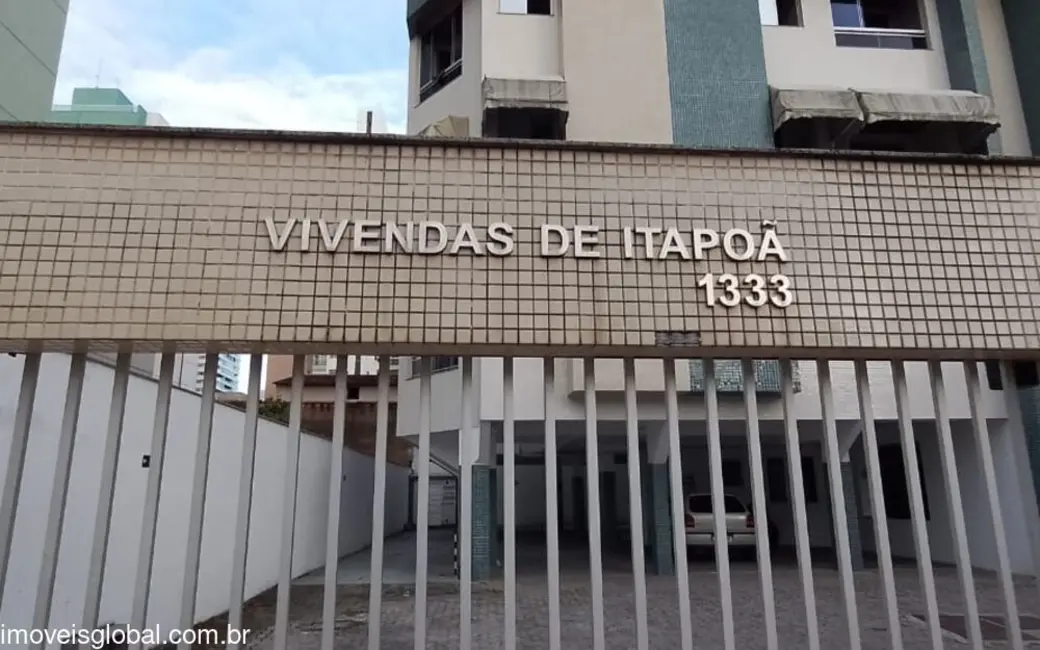 VIVENDAS DE ITAPOÃ
1333
imoveisglobal.com.br